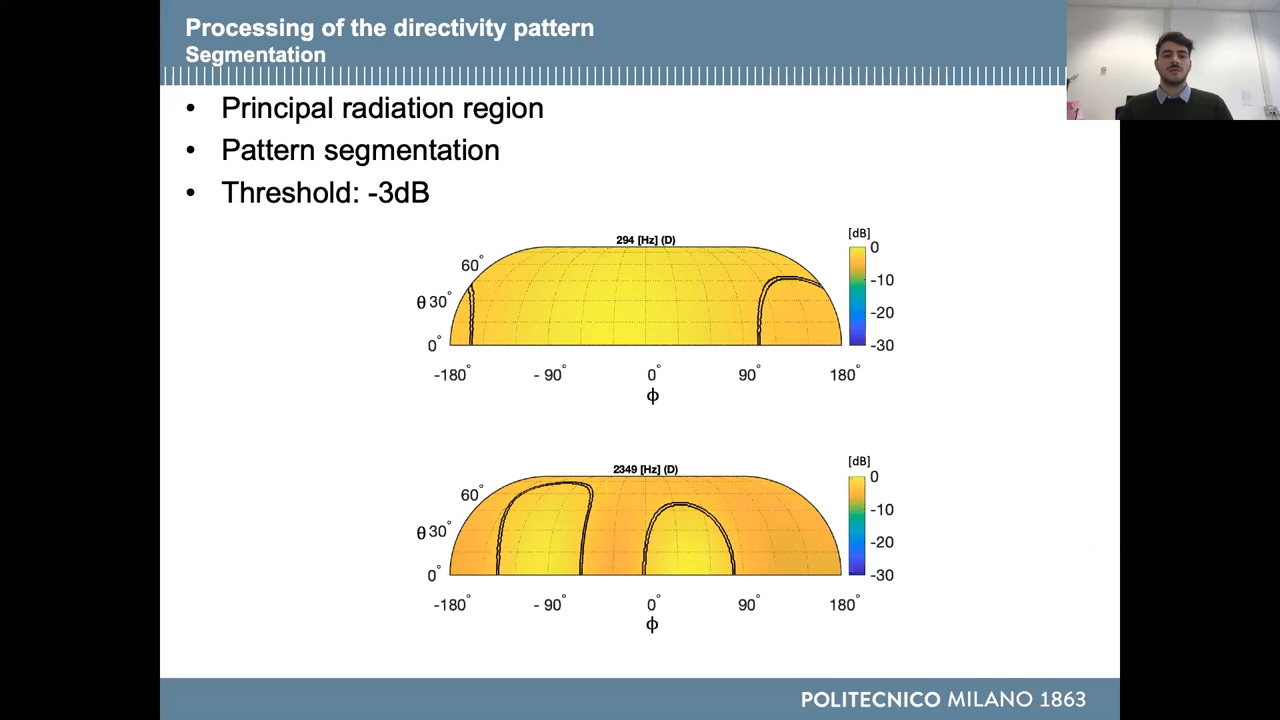 Processing of the directivity pattern
Segmentation
• Principal radiation region
• Pattern segmentation
• Threshold: -3dB
294 [Hz] (D)
[dB]
0
-10
-20
-30
60°
θ 30°
0°
-180° - 90° 0° 90° 180°
ϕ
2349 [Hz] (D)
[dB]
0
-10
-20
-30
60°
θ 30°
0°
-180° - 90° 0° 90° 180°
ϕ
POLITECNICO MILANO 1863